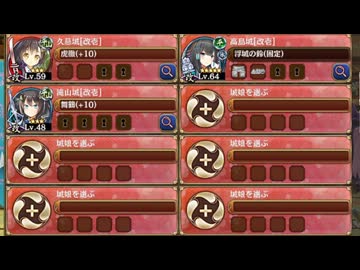 久慈城[改壱]
虎徹(+10)
Lv.59
高島城[改壱]
浮城の鈴(固定)
Lv.64
滝山城[改壱]
舞鶴(+10)
Lv.48
城娘を選ぶ
城娘を選ぶ
城娘を選ぶ
城娘を選ぶ
城娘を選ぶ